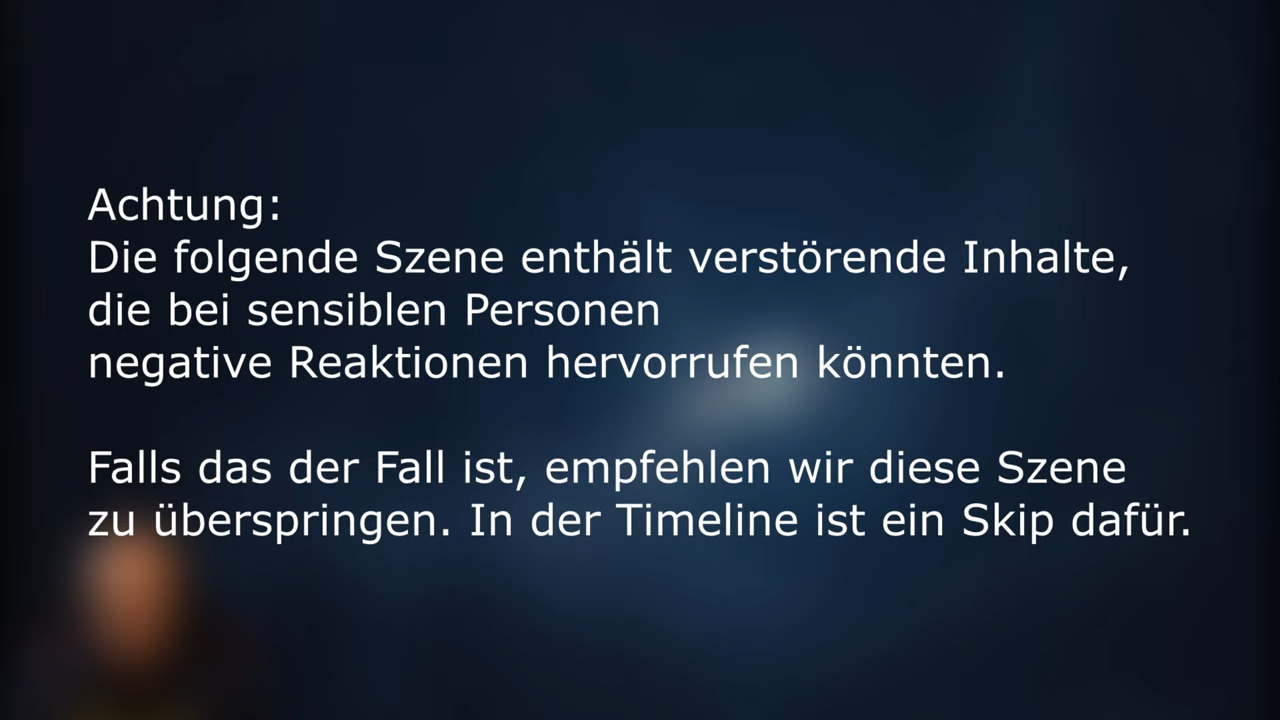 Achtung:
Die folgende Szene enthält verstörende Inhalte,
die bei sensiblen Personen
negative Reaktionen hervorrufen könnten.
Falls das der Fall ist, empfehlen wir diese Szene
zu überspringen. In der Timeline ist ein Skip dafür.